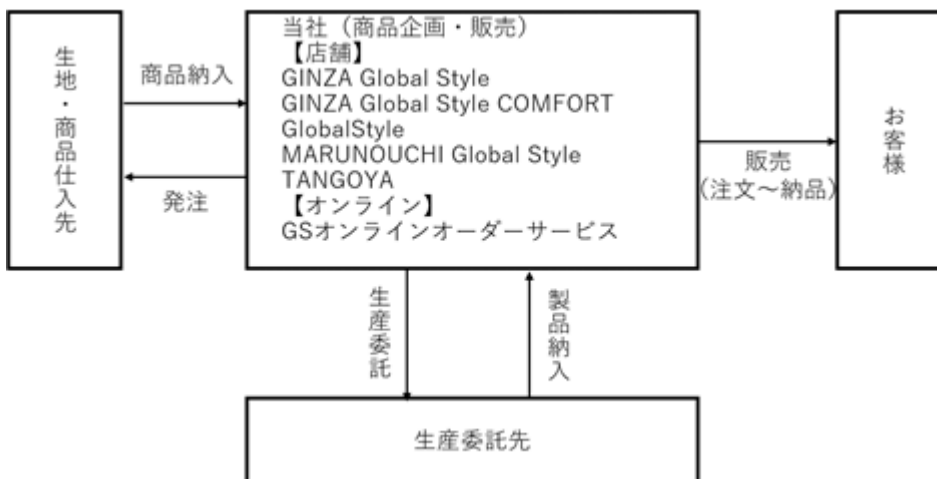 生地・商品仕入先
商品納入
発注
当社（商品企画・販売）
【店舗】
GINZA Global Style
GINZA Global Style COMFORT
GlobalStyle
MARUNOUCHI Global Style
TANGOYA
【オンライン】
GSオンラインオーダーサービス
販売
（注文～納品）
お客様
生産委託
製品納入
生産委託先